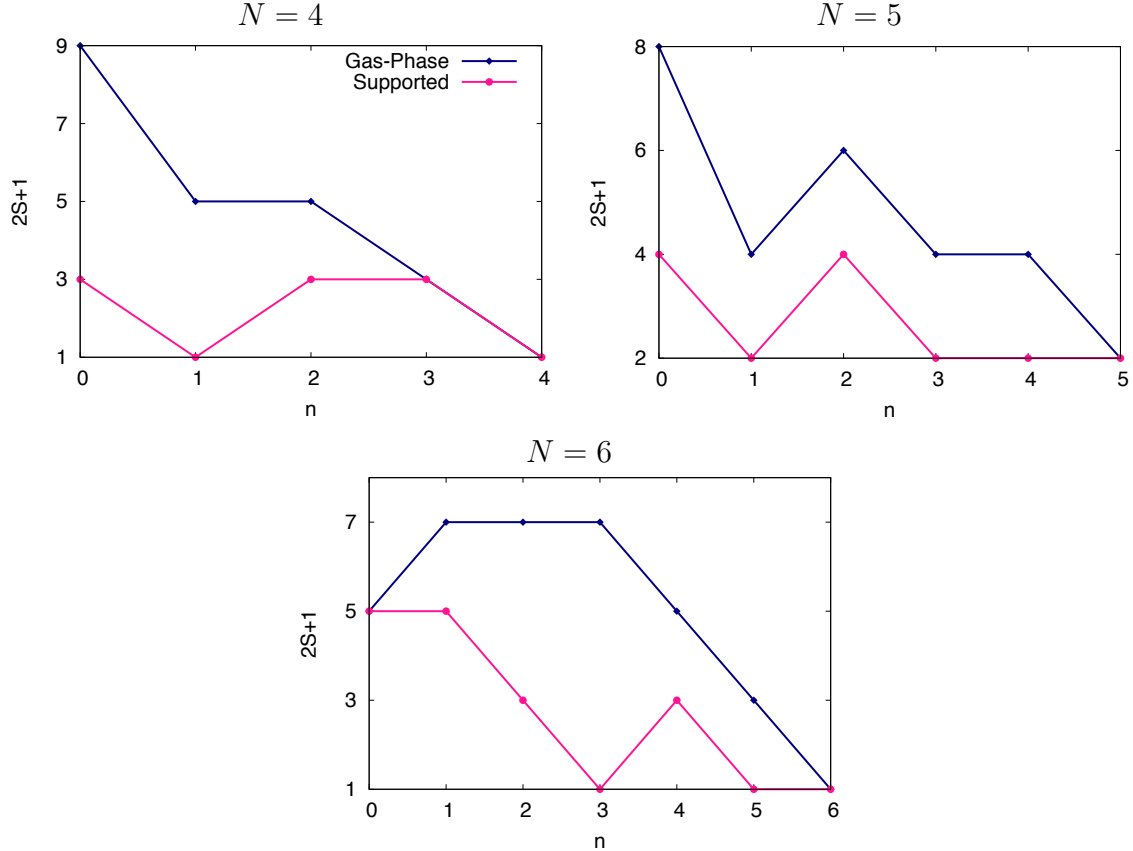 N = 4
9
7
5
3
1
2S+1
0 1 2 3 4
n
Gas-Phase
Supported
N = 5
8
6
4
2
2S+1
0 1 2 3 4 5
n
N = 6
7
5
3
1
2S+1
0 1 2 3 4 5 6
n